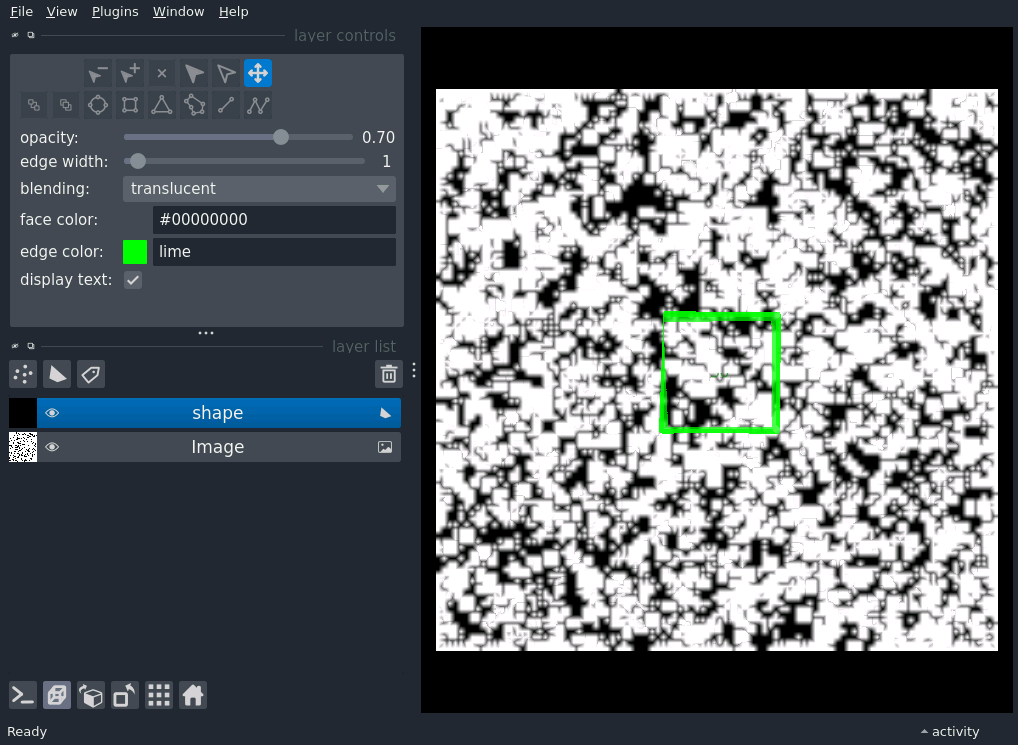 File View Plugins Window Help
layer controls
opacity: 0.70
edge width: 1
blending: translucent
face color: #00000000
edge color: lime
display text:
layer list
shape
Image
Ready
activity